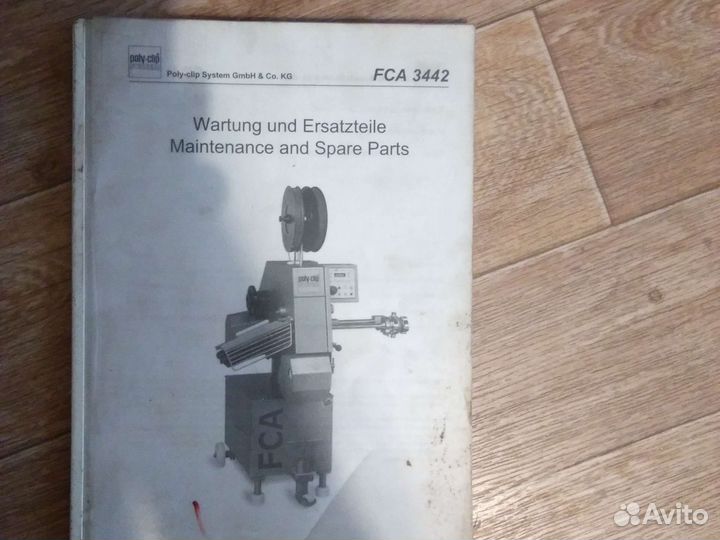 poly-clip
Poly-clip System GmbH & Co. KG
FCA 3442
Wartung und Ersatzteile
Maintenance and Spare Parts
poly-clip
FCA
Avito